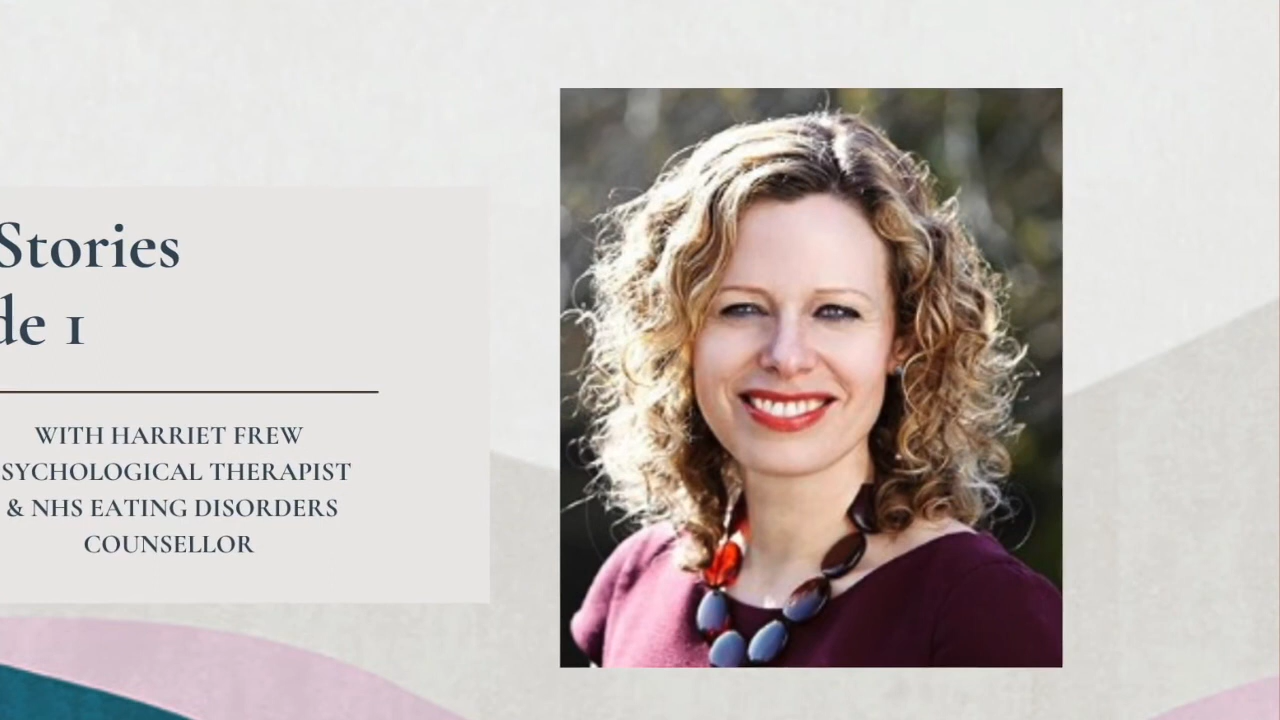 Stories
de 1
WITH HARRIET FREW
SYCHOLOGICAL THERAPIST
& NHS EATING DISORDERS
COUNSELLOR